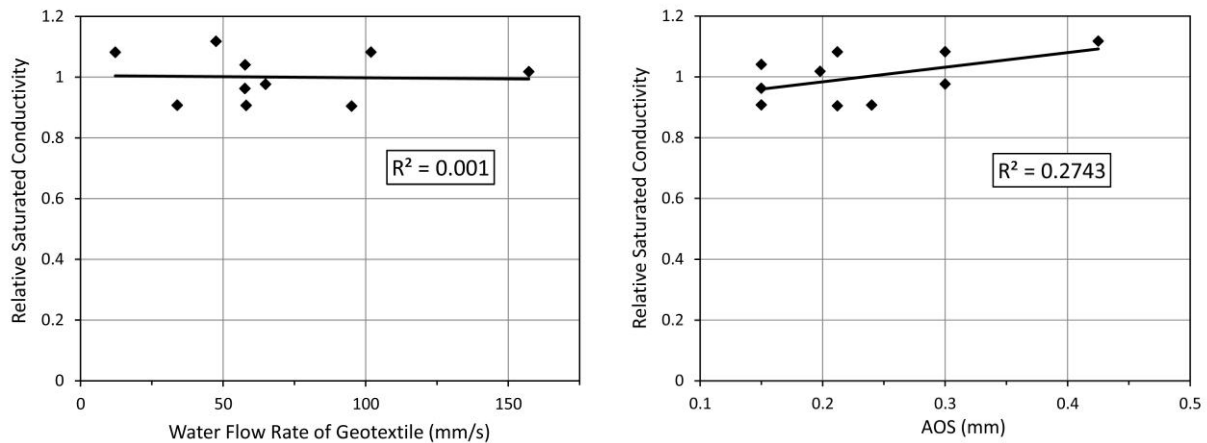 1.2
1
0.8
0.6
0.4
0.2
0
Relative Saturated Conductivity
R² = 0.001
0 50 100 150
Water Flow Rate of Geotextile (mm/s)
1.2
1
0.8
0.6
0.4
0.2
0
Relative Saturated Conductivity
R² = 0.2743
0.1 0.2 0.3 0.4 0.5
AOS (mm)